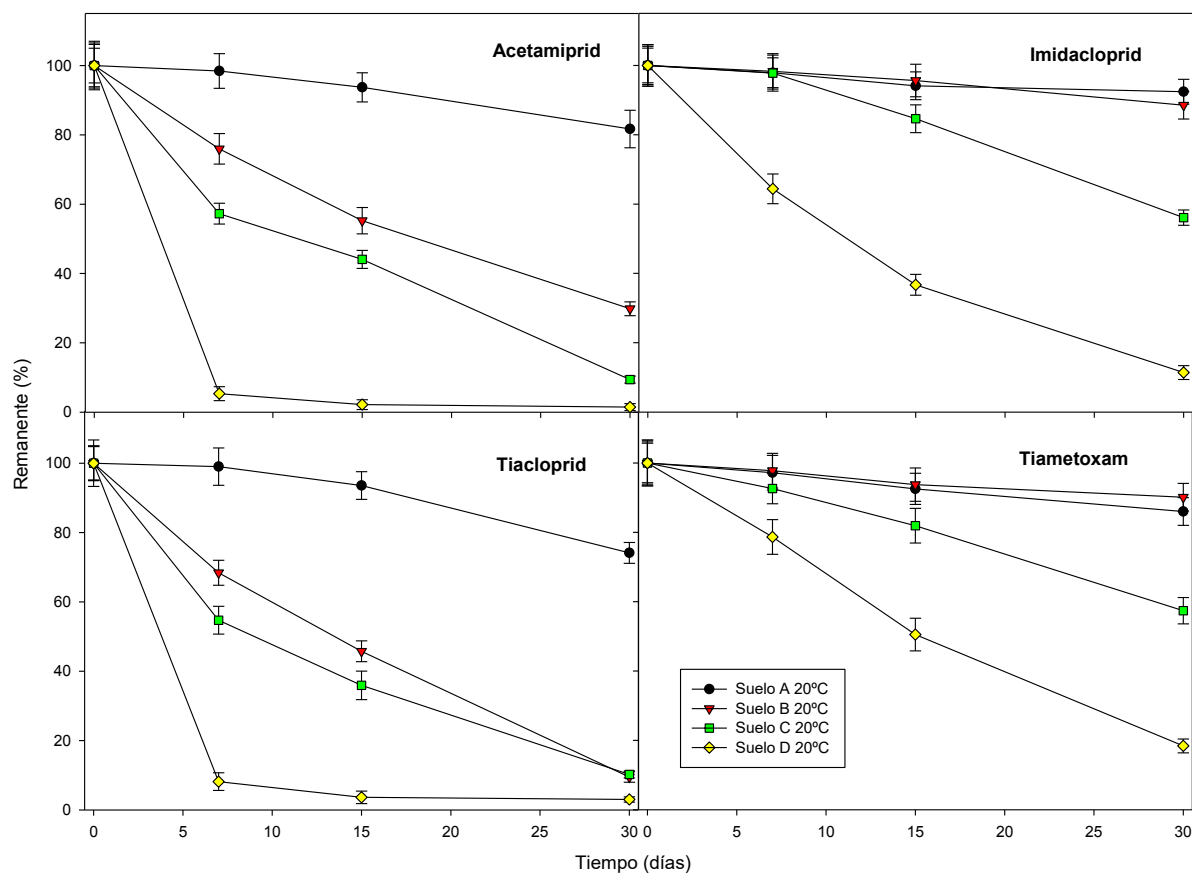 Acetamiprid
Imidacloprid
100
80
60
40
20
0
Tiacloprid
Tiametoxam
100
80
60
40
20
0
Suelo A 20ºC
Suelo B 20ºC
Suelo C 20ºC
Suelo D 20ºC
0 5 10 15 20 25 30
0 5 10 15 20 25 30
Remanente (%)
Tiempo (días)